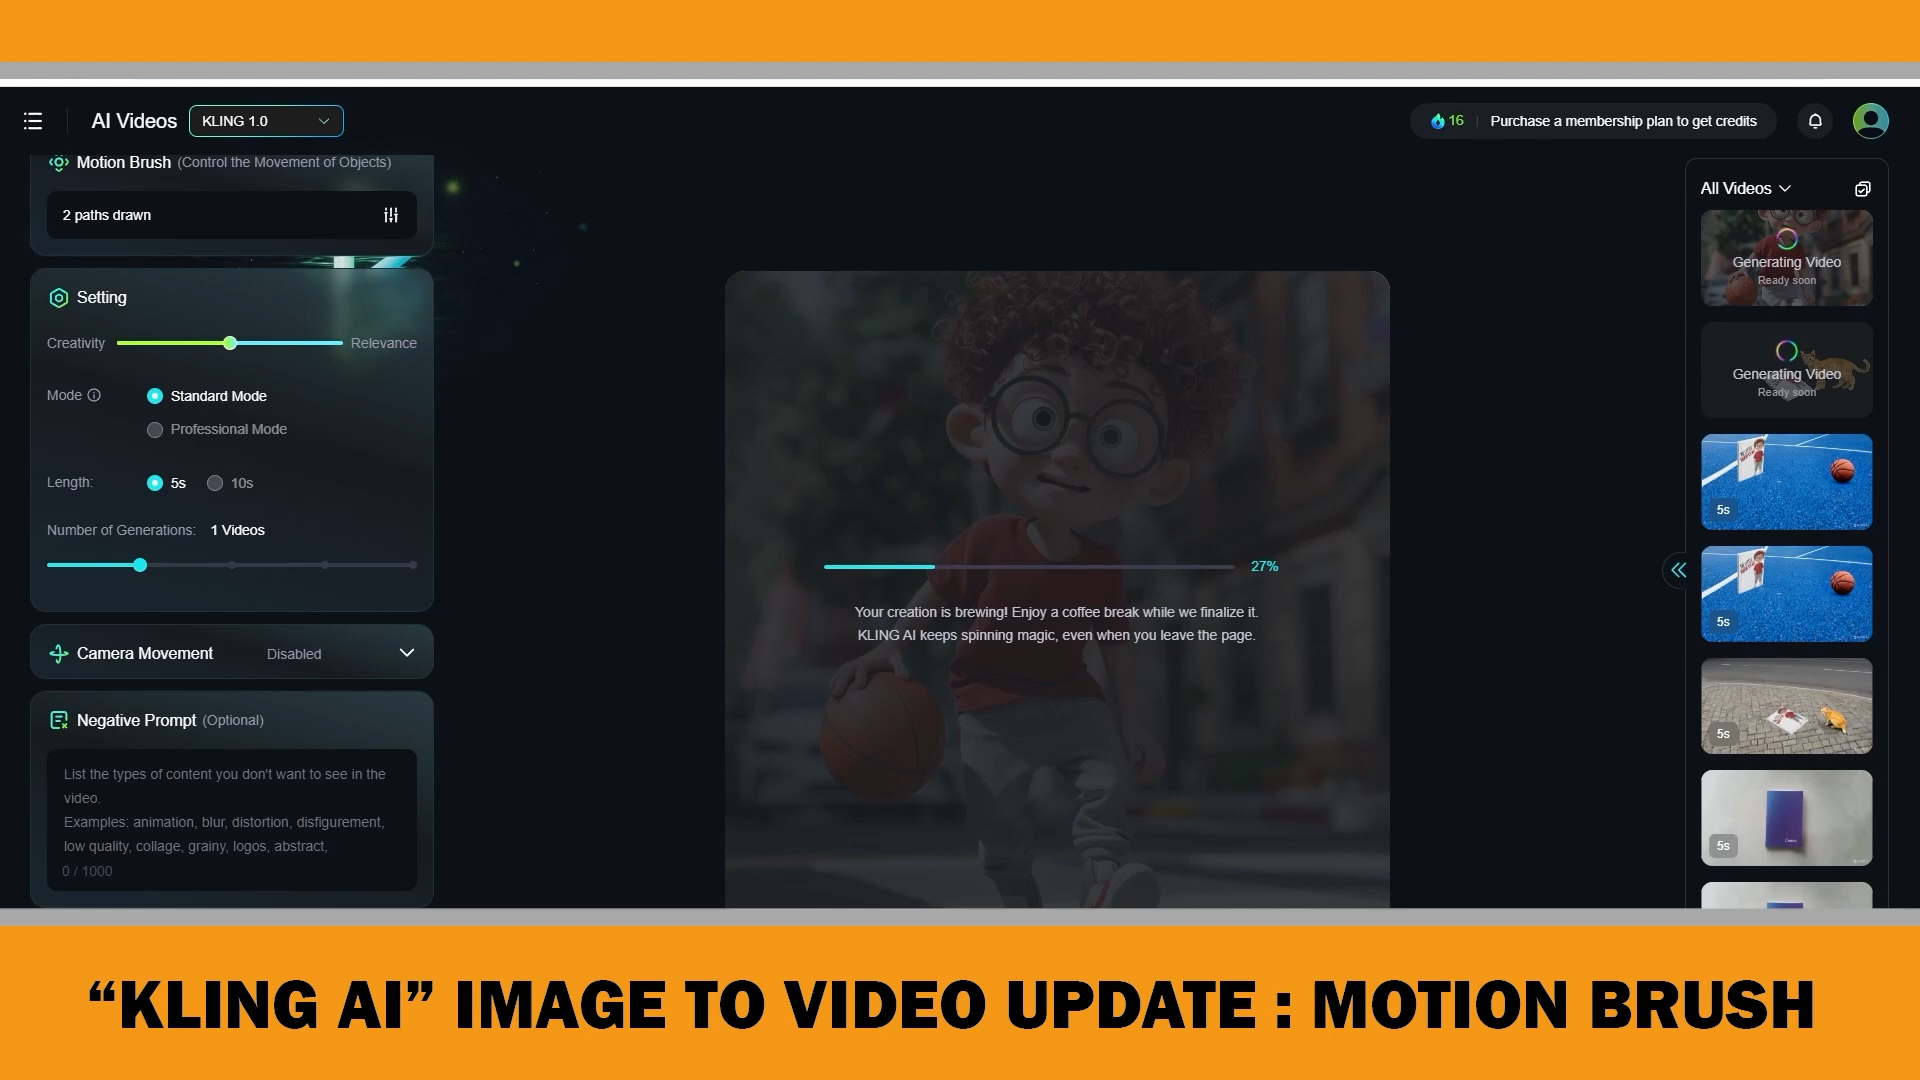 AI Videos
KLING 1.0
16
Purchase a membership plan to get credits
Motion Brush (Control the Movement of Objects)
2 paths drawn
Setting
Creativity
Relevance
Mode
Standard Mode
Professional Mode
Length:
5s
10s
Number of Generations: 1 Videos
Camera Movement
Disabled
Negative Prompt (Optional)
List the types of content you don't want to see in the
video.
Examples: animation, blur, distortion, disfigurement,
low quality, collage, grainy, logos, abstract,
0 / 1000
27%
Your creation is brewing! Enjoy a coffee break while we finalize it.
KLING AI keeps spinning magic, even when you leave the page.
All Videos
Generating Video
Ready soon
Generating Video
Ready soon
5s
5s
5s
5s
“KLING AI” IMAGE TO VIDEO UPDATE : MOTION BRUSH